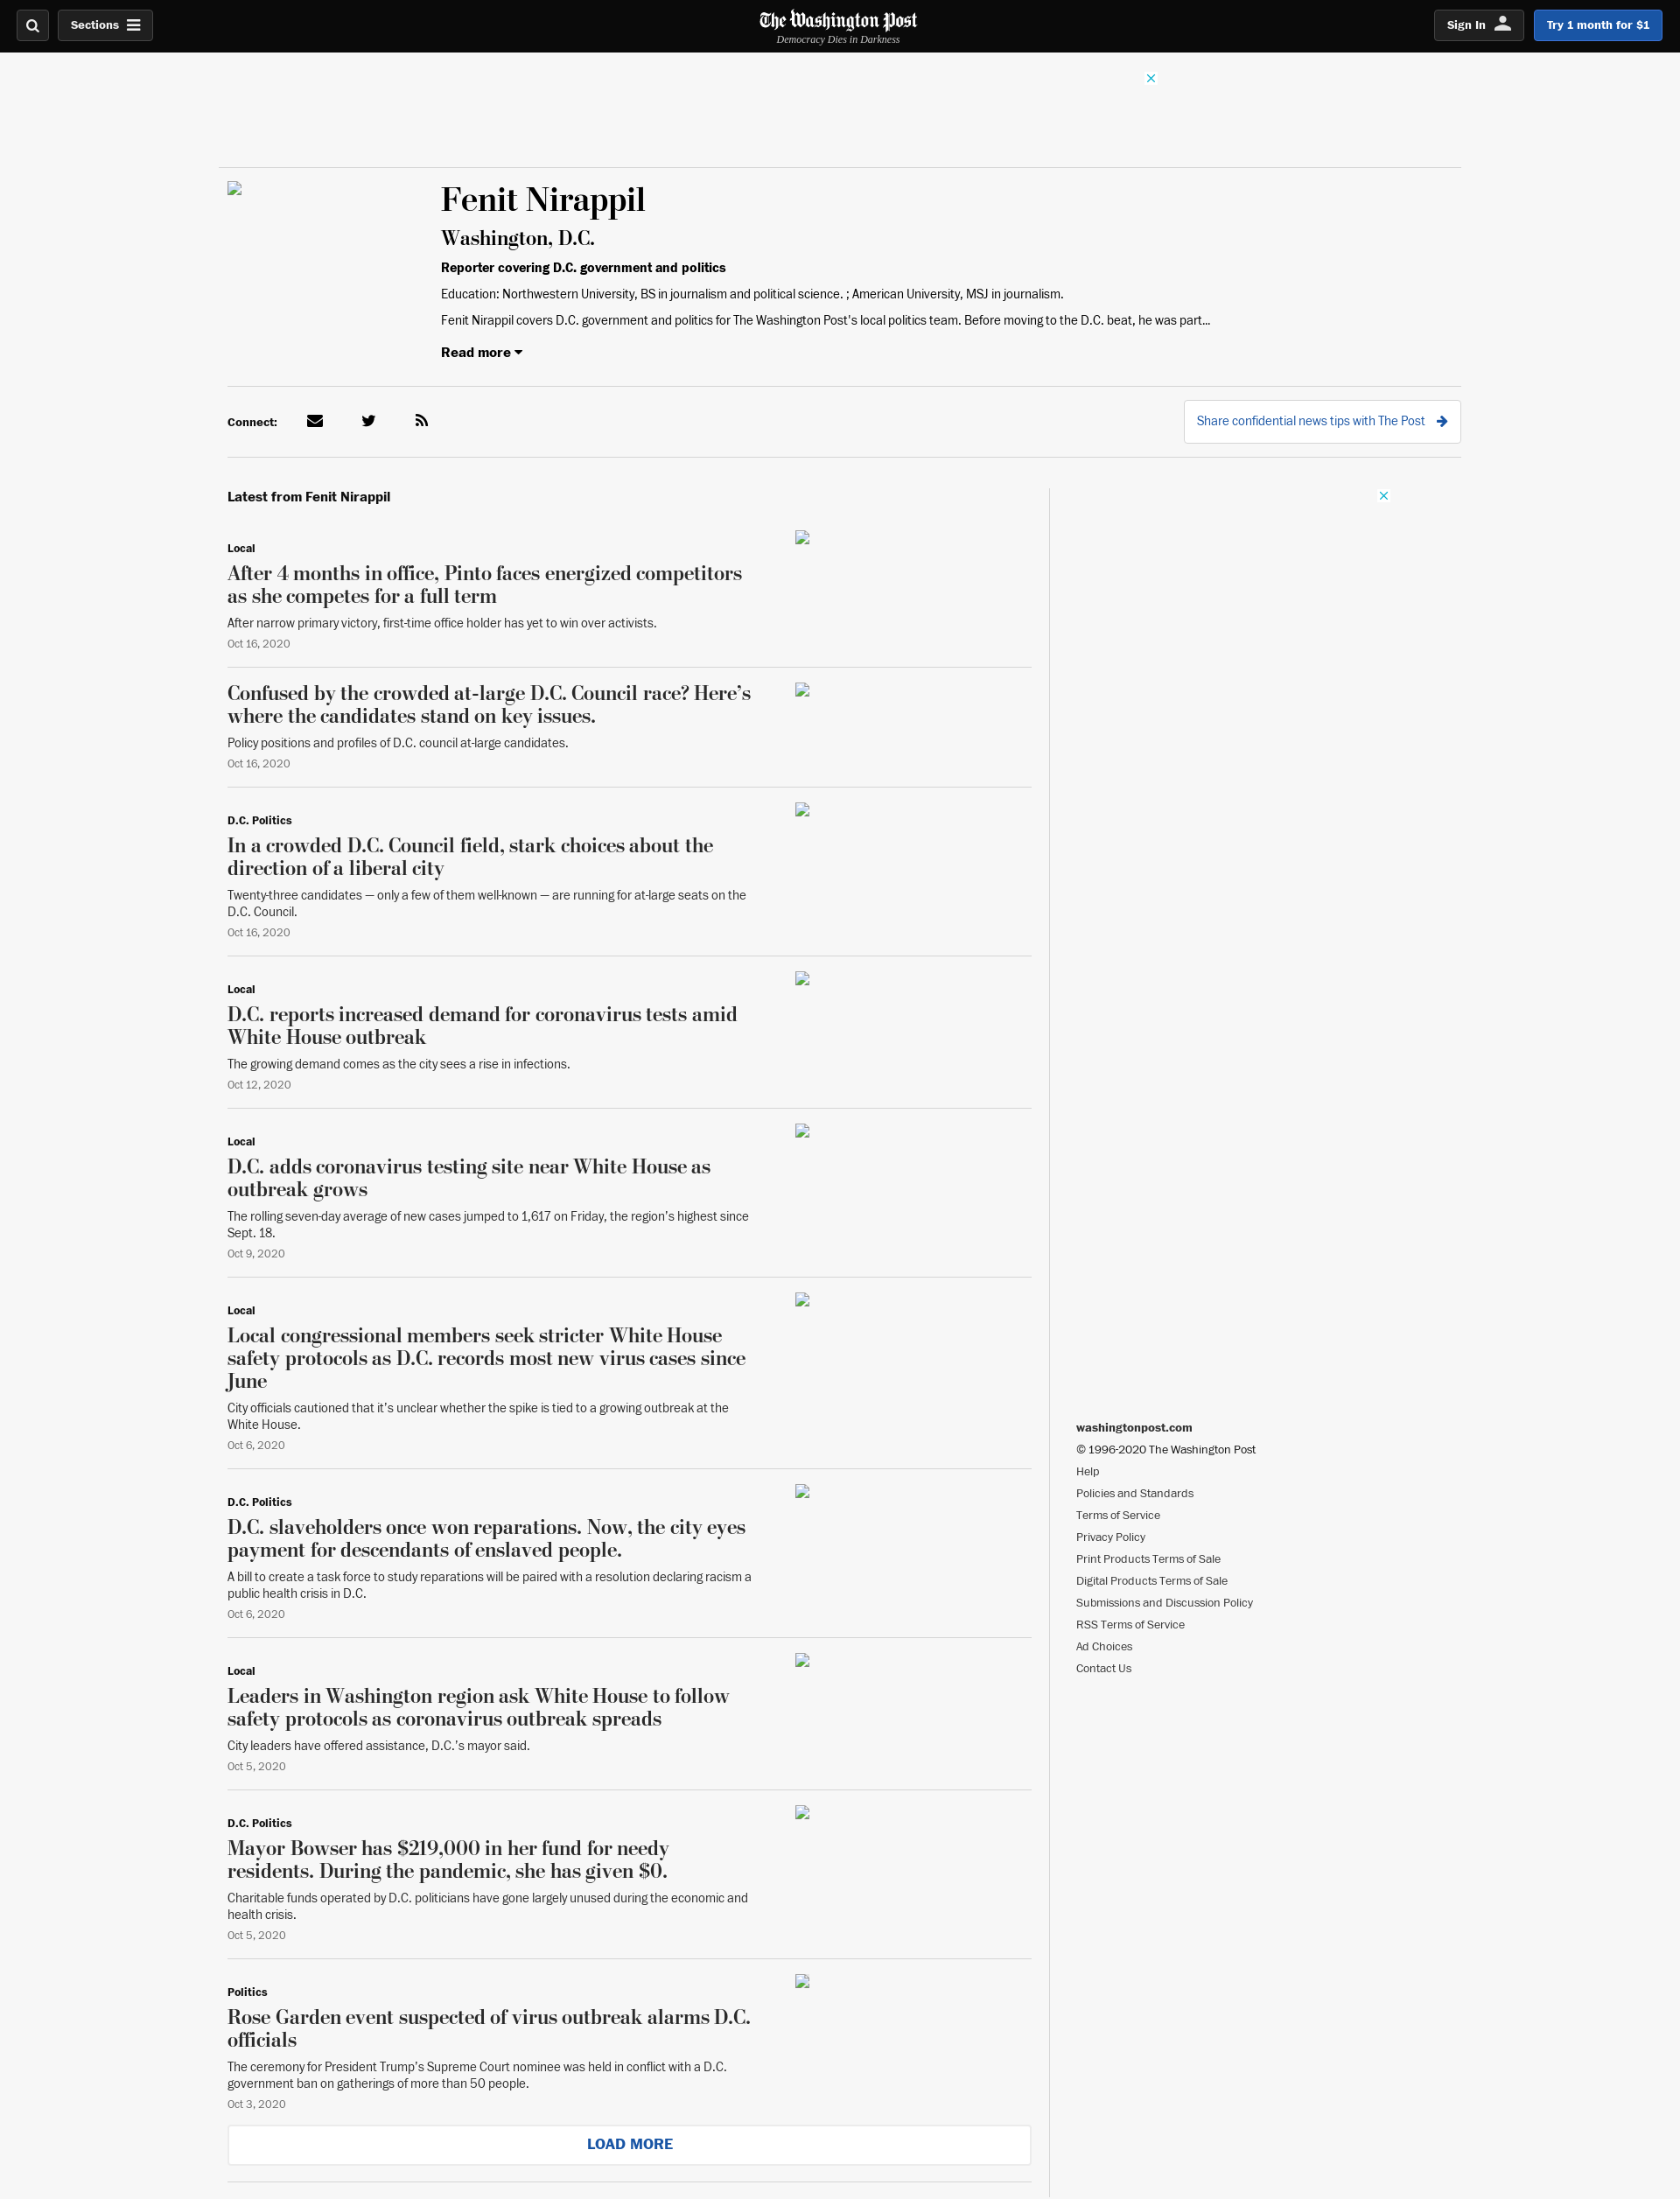 Sections
The Washington Post
Democracy Dies in Darkness
Sign In
Try 1 month for $1
Fenit Nirappil
Washington, D.C.
Reporter covering D.C. government and politics
Education: Northwestern University, BS in journalism and political science. ; American University, MSJ in journalism.
Fenit Nirappil covers D.C. government and politics for The Washington Post's local politics team. Before moving to the D.C. beat, he was part...
Read more
Connect:
Share confidential news tips with The Post
Latest from Fenit Nirappil
Local
After 4 months in office, Pinto faces energized competitors
as she competes for a full term
After narrow primary victory, first-time office holder has yet to win over activists.
Oct 16, 2020
Confused by the crowded at-large D.C. Council race? Here’s
where the candidates stand on key issues.
Policy positions and profiles of D.C. council at-large candidates.
Oct 16, 2020
D.C. Politics
In a crowded D.C. Council field, stark choices about the
direction of a liberal city
Twenty-three candidates — only a few of them well-known — are running for at-large seats on the
D.C. Council.
Oct 16, 2020
Local
D.C. reports increased demand for coronavirus tests amid
White House outbreak
The growing demand comes as the city sees a rise in infections.
Oct 12, 2020
Local
D.C. adds coronavirus testing site near White House as
outbreak grows
The rolling seven-day average of new cases jumped to 1,617 on Friday, the region’s highest since
Sept. 18.
Oct 9, 2020
Local
Local congressional members seek stricter White House
safety protocols as D.C. records most new virus cases since
June
City officials cautioned that it’s unclear whether the spike is tied to a growing outbreak at the
White House.
Oct 6, 2020
D.C. Politics
D.C. slaveholders once won reparations. Now, the city eyes
payment for descendants of enslaved people.
A bill to create a task force to study reparations will be paired with a resolution declaring racism a
public health crisis in D.C.
Oct 6, 2020
Local
Leaders in Washington region ask White House to follow
safety protocols as coronavirus outbreak spreads
City leaders have offered assistance, D.C.’s mayor said.
Oct 5, 2020
D.C. Politics
Mayor Bowser has $219,000 in her fund for needy
residents. During the pandemic, she has given $0.
Charitable funds operated by D.C. politicians have gone largely unused during the economic and
health crisis.
Oct 5, 2020
Politics
Rose Garden event suspected of virus outbreak alarms D.C.
officials
The ceremony for President Trump’s Supreme Court nominee was held in conflict with a D.C.
government ban on gatherings of more than 50 people.
Oct 3, 2020
LOAD MORE
washingtonpost.com
© 1996-2020 The Washington Post
Help
Policies and Standards
Terms of Service
Privacy Policy
Print Products Terms of Sale
Digital Products Terms of Sale
Submissions and Discussion Policy
RSS Terms of Service
Ad Choices
Contact Us